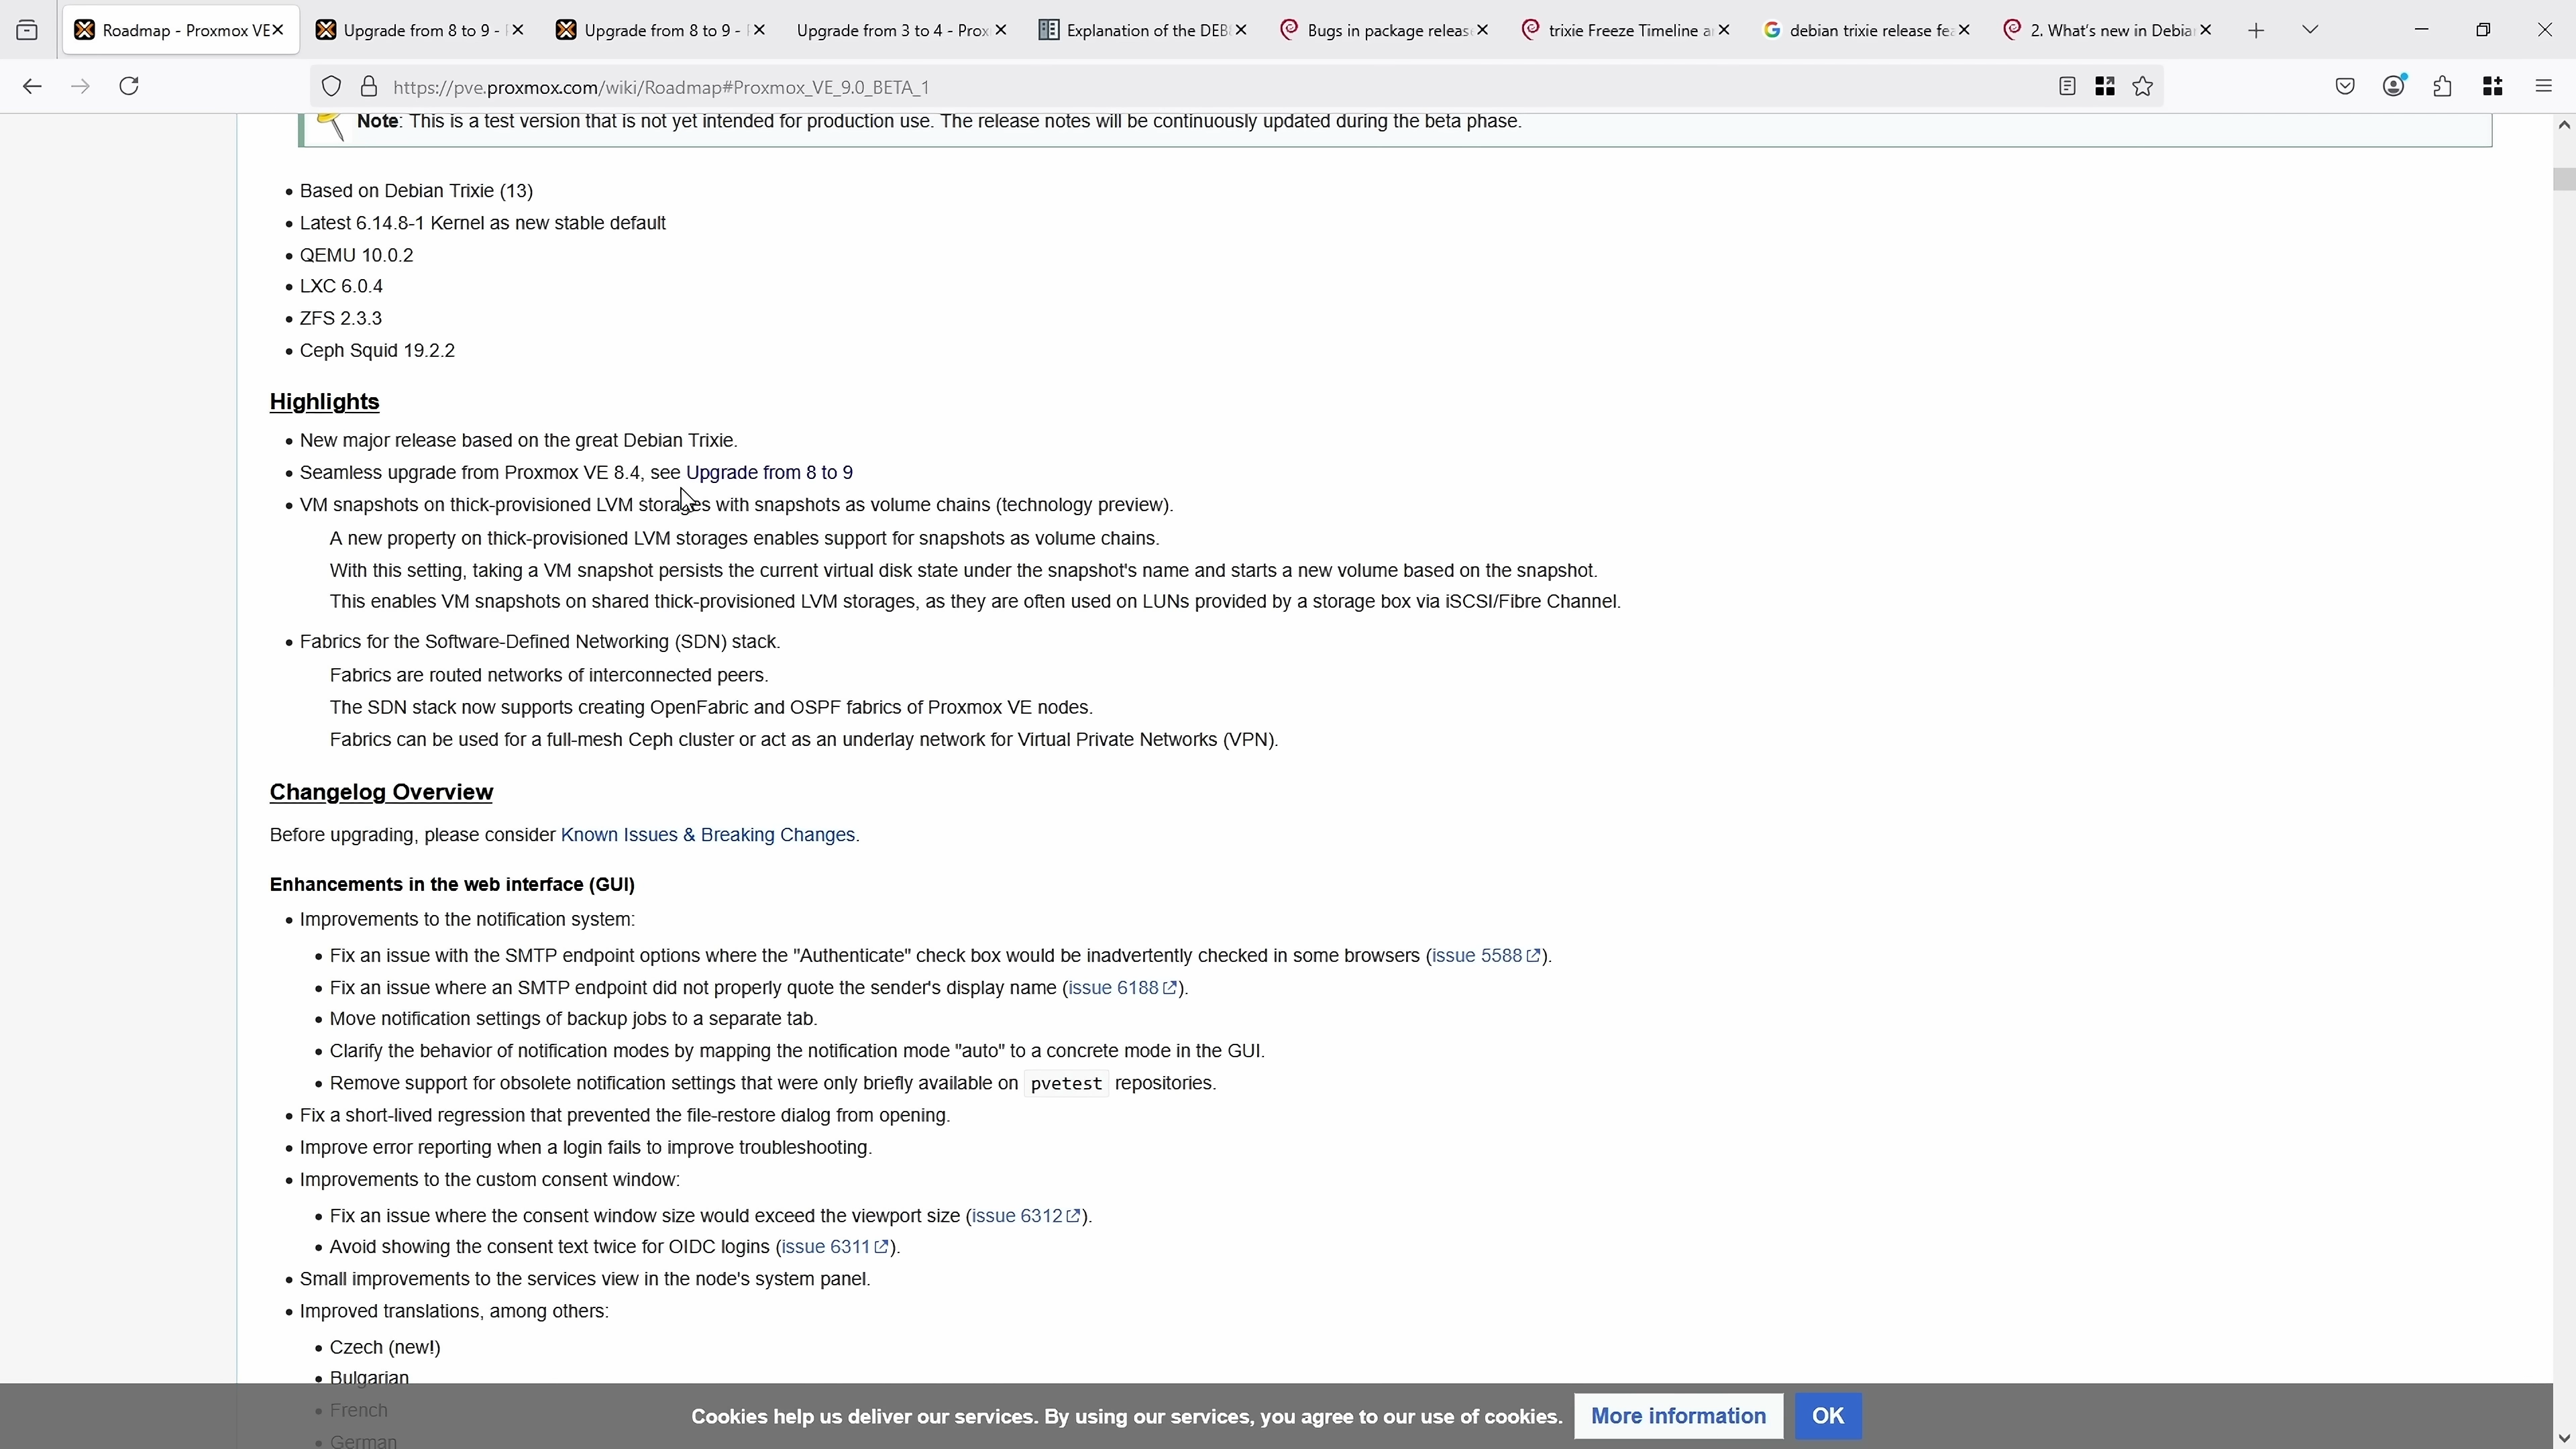 Roadmap - Proxmox VE
Upgrade from 8 to 9 -
Upgrade from 8 to 9 -
Upgrade from 3 to 4 - Prox
Explanation of the DEB
Bugs in package releas
trixie Freeze Timeline a
debian trixie release fe
2. What's new in Debia
https://pve.proxmox.com/wiki/Roadmap#Proxmox_VE_9.0_BETA_1
Note: This is a test version that is not yet intended for production use. The release notes will be continuously updated during the beta phase.
• Based on Debian Trixie (13)
• Latest 6.14.8-1 Kernel as new stable default
• QEMU 10.0.2
• LXC 6.0.4
• ZFS 2.3.3
• Ceph Squid 19.2.2
Highlights
• New major release based on the great Debian Trixie.
• Seamless upgrade from Proxmox VE 8.4, see Upgrade from 8 to 9
• VM snapshots on thick-provisioned LVM storages with snapshots as volume chains (technology preview).
A new property on thick-provisioned LVM storages enables support for snapshots as volume chains.
With this setting, taking a VM snapshot persists the current virtual disk state under the snapshot's name and starts a new volume based on the snapshot.
This enables VM snapshots on shared thick-provisioned LVM storages, as they are often used on LUNs provided by a storage box via iSCSI/Fibre Channel.
• Fabrics for the Software-Defined Networking (SDN) stack.
Fabrics are routed networks of interconnected peers.
The SDN stack now supports creating OpenFabric and OSPF fabrics of Proxmox VE nodes.
Fabrics can be used for a full-mesh Ceph cluster or act as an underlay network for Virtual Private Networks (VPN).
Changelog Overview
Before upgrading, please consider Known Issues & Breaking Changes.
Enhancements in the web interface (GUI)
• Improvements to the notification system:
• Fix an issue with the SMTP endpoint options where the "Authenticate" check box would be inadvertently checked in some browsers (issue 5588).
• Fix an issue where an SMTP endpoint did not properly quote the sender's display name (issue 6188).
• Move notification settings of backup jobs to a separate tab.
• Clarify the behavior of notification modes by mapping the notification mode "auto" to a concrete mode in the GUI.
• Remove support for obsolete notification settings that were only briefly available on pvetest repositories.
• Fix a short-lived regression that prevented the file-restore dialog from opening.
• Improve error reporting when a login fails to improve troubleshooting.
• Improvements to the custom consent window:
• Fix an issue where the consent window size would exceed the viewport size (issue 6312).
• Avoid showing the consent text twice for OIDC logins (issue 6311).
• Small improvements to the services view in the node's system panel.
• Improved translations, among others:
• Czech (new!)
• Bulgarian
• French
• German
Cookies help us deliver our services. By using our services, you agree to our use of cookies.
More information
OK